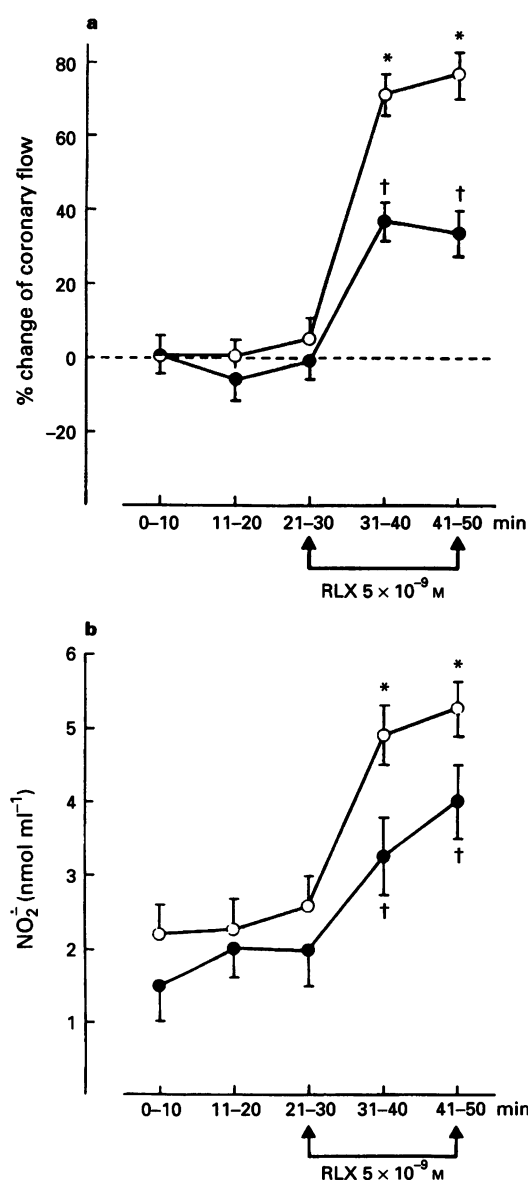 a
% change of coronary flow
80
60
40
20
0
−20
* *
† †
0–10 11–20 21–30 31–40 41–50 min
RLX 5 × 10⁻⁹ M
b
NO₂⁻ (nmol ml⁻¹)
6
5
4
3
2
1
* *
† †
0–10 11–20 21–30 31–40 41–50 min
RLX 5 × 10⁻⁹ M